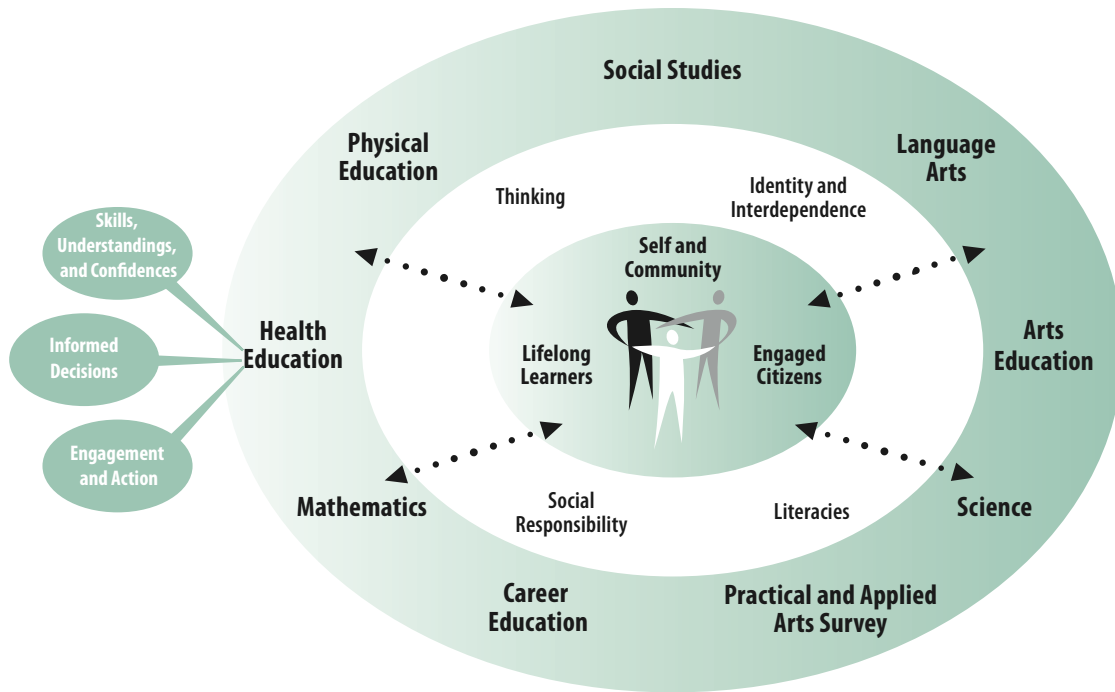 Social Studies
Physical
Education
Language
Arts
Thinking
Identity and
Interdependence
Skills,
Understandings,
and Confidences
Self and
Community
Health
Education
Informed
Decisions
Lifelong
Learners
Engaged
Citizens
Arts
Education
Engagement
and Action
Mathematics
Social
Responsibility
Literacies
Science
Career
Education
Practical and Applied
Arts Survey